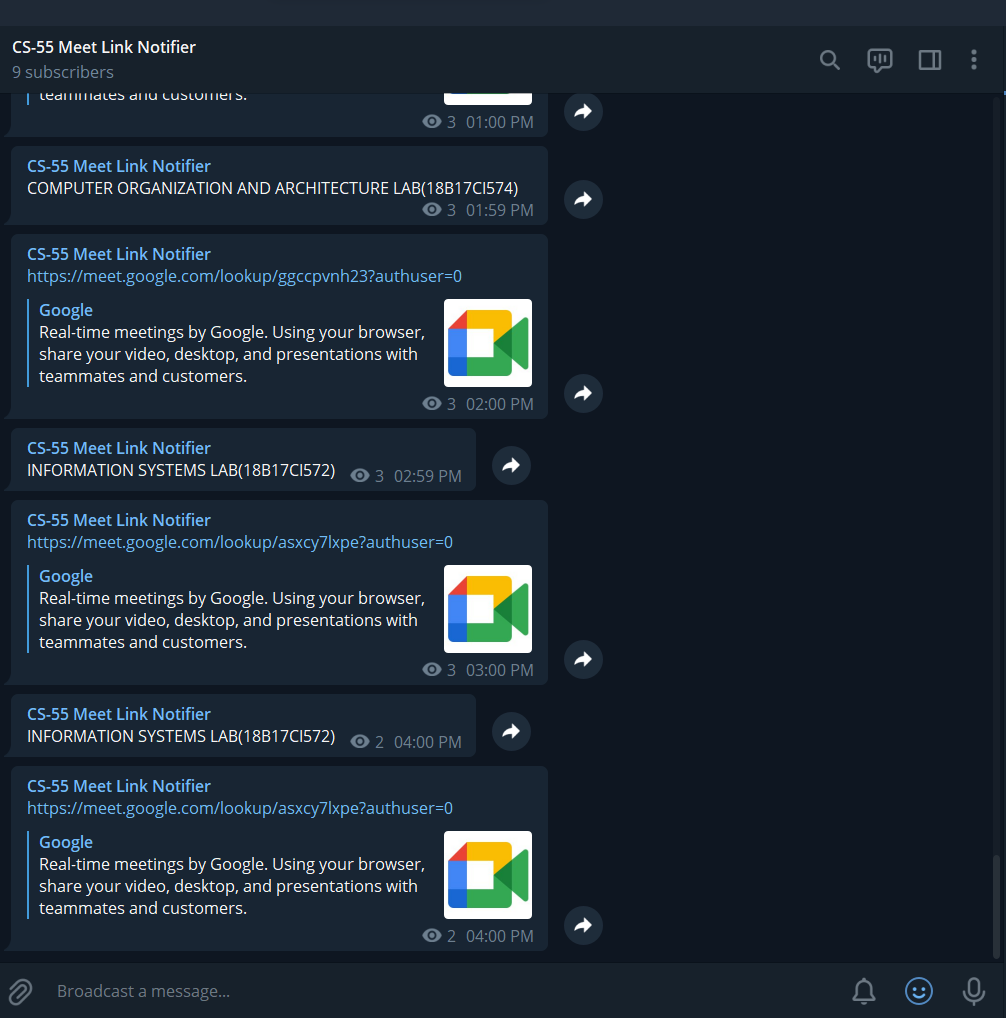 CS-55 Meet Link Notifier
9 subscribers
teammates and customers.
3 01:00 PM
CS-55 Meet Link Notifier
COMPUTER ORGANIZATION AND ARCHITECTURE LAB(18B17CI574)
3 01:59 PM
CS-55 Meet Link Notifier
https://meet.google.com/lookup/ggccpvnh23?authuser=0
Google
Real-time meetings by Google. Using your browser,
share your video, desktop, and presentations with
teammates and customers.
3 02:00 PM
CS-55 Meet Link Notifier
INFORMATION SYSTEMS LAB(18B17CI572) 3 02:59 PM
CS-55 Meet Link Notifier
https://meet.google.com/lookup/asxcy7lxpe?authuser=0
Google
Real-time meetings by Google. Using your browser,
share your video, desktop, and presentations with
teammates and customers.
3 03:00 PM
CS-55 Meet Link Notifier
INFORMATION SYSTEMS LAB(18B17CI572) 2 04:00 PM
CS-55 Meet Link Notifier
https://meet.google.com/lookup/asxcy7lxpe?authuser=0
Google
Real-time meetings by Google. Using your browser,
share your video, desktop, and presentations with
teammates and customers.
2 04:00 PM
Broadcast a message...